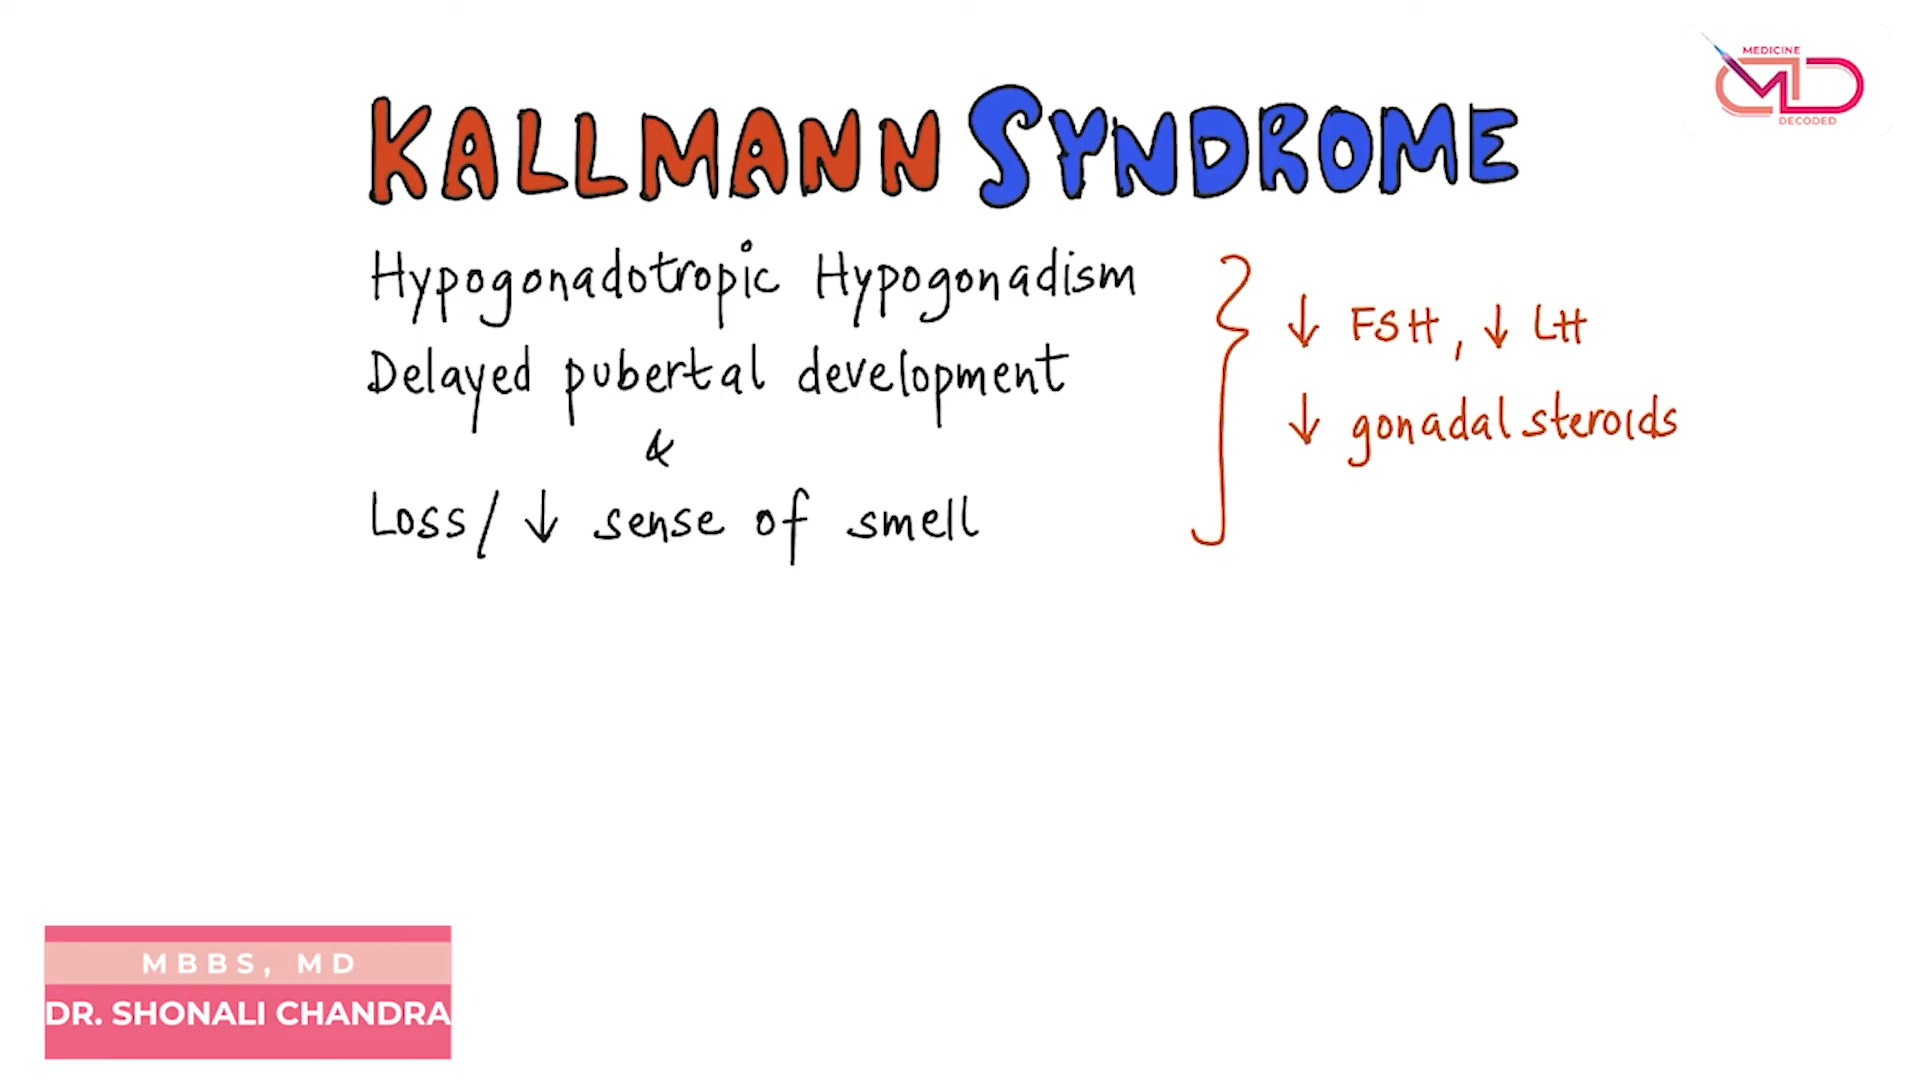 MEDICINE
MD
DECODED
KALLMANN SYNDROME
Hypogonadotropic Hypogonadism
Delayed pubertal development
&
Loss/ ↓ sense of smell
↓ FSH, ↓ LH
↓ gonadal steroids
MBBS, MD
DR. SHONALI CHANDRA